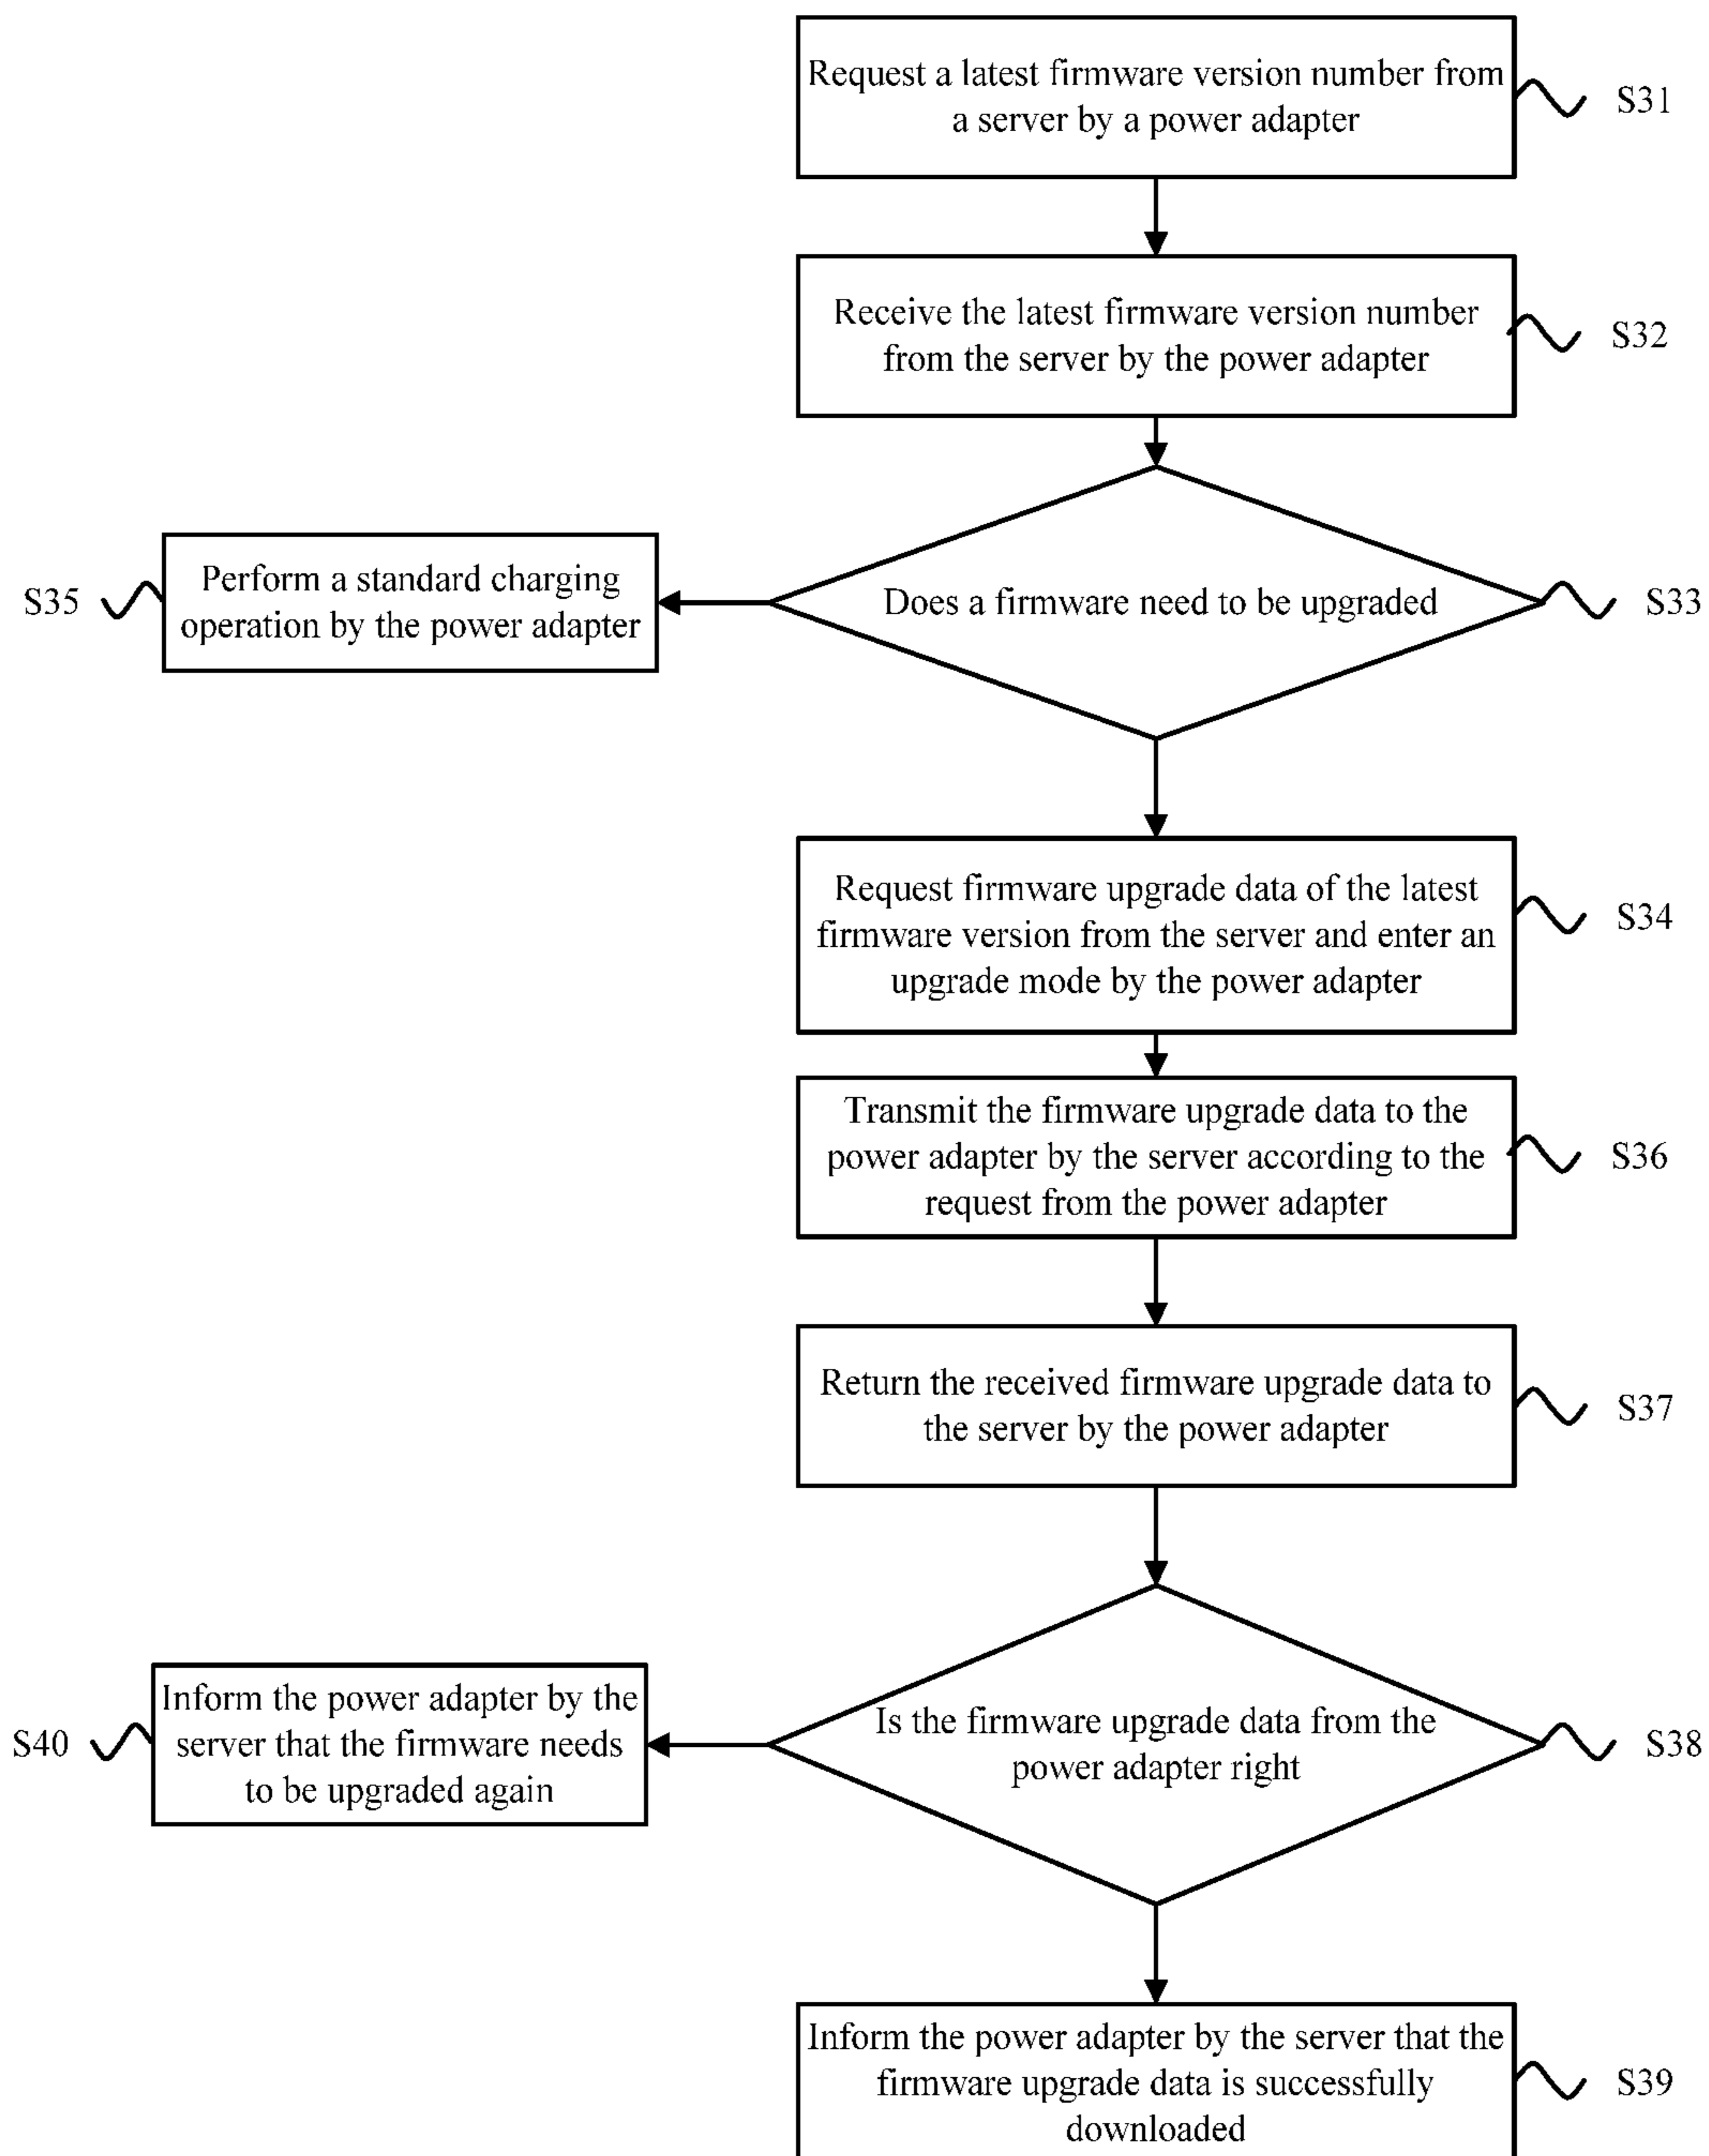 Request a latest firmware version number from
a server by a power adapter
S31
Receive the latest firmware version number
from the server by the power adapter
S32
Does a firmware need to be upgraded
S33
Perform a standard charging
operation by the power adapter
S35
Request firmware upgrade data of the latest
firmware version from the server and enter an
upgrade mode by the power adapter
S34
Transmit the firmware upgrade data to the
power adapter by the server according to the
request from the power adapter
S36
Return the received firmware upgrade data to
the server by the power adapter
S37
Is the firmware upgrade data from the
power adapter right
S38
Inform the power adapter by the
server that the firmware needs
to be upgraded again
S40
Inform the power adapter by the server that the
firmware upgrade data is successfully
downloaded
S39